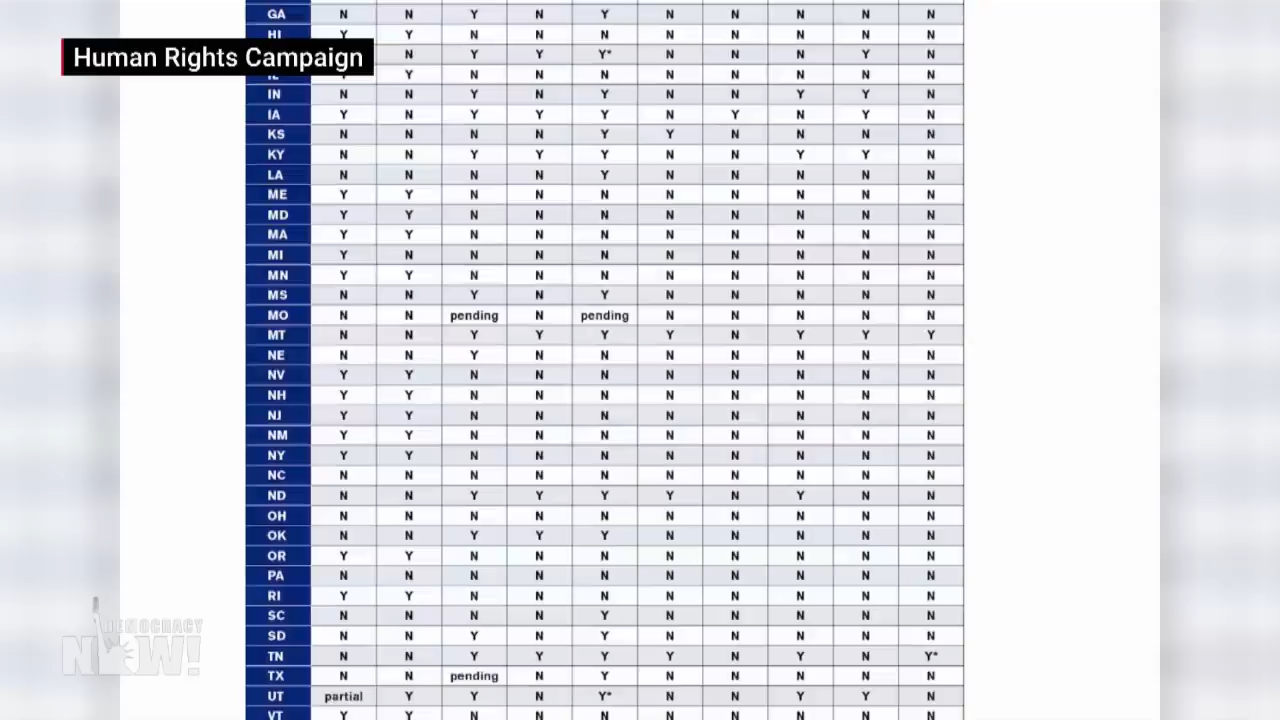 GA N N Y N Y N N N N N
HI Y Y N N N N N N N N
Human Rights Campaign N Y Y Y* N N N Y N
IL Y Y N N N N N N N N
IN N N Y N Y N N Y Y N
IA Y N Y Y Y N Y N Y N
KS N N N N Y Y N N N N
KY N N Y Y Y N N Y Y N
LA N N N N Y N N N N N
ME Y Y N N N N N N N N
MD Y Y N N N N N N N N
MA Y Y N N N N N N N N
MI Y N N N N N N N N N
MN Y Y N N N N N N N N
MS N N Y N Y N N N N N
MO N N pending N pending N N N N N
MT N N Y Y Y Y N Y Y Y
NE N N Y N N N N N N N
NV Y Y N N N N N N N N
NH Y Y N N N N N N N N
NJ Y Y N N N N N N N N
NM Y Y N N N N N N N N
NY Y Y N N N N N N N N
NC N N N N N N N N N N
ND N N Y Y Y Y N Y N N
OH N N N N N N N N N N
OK N N Y Y Y N N N N N
OR Y Y N N N N N N N N
PA N N N N N N N N N N
RI Y Y N N N N N N N N
SC N N N N Y N N N N N
SD N N Y N Y N N N N N
TN N N Y Y Y Y N Y N Y*
TX N N pending N Y N N N N N
UT partial Y Y N Y* N N Y Y N
VT Y Y N N N N N N N N
DEMOCRACY
NOW!